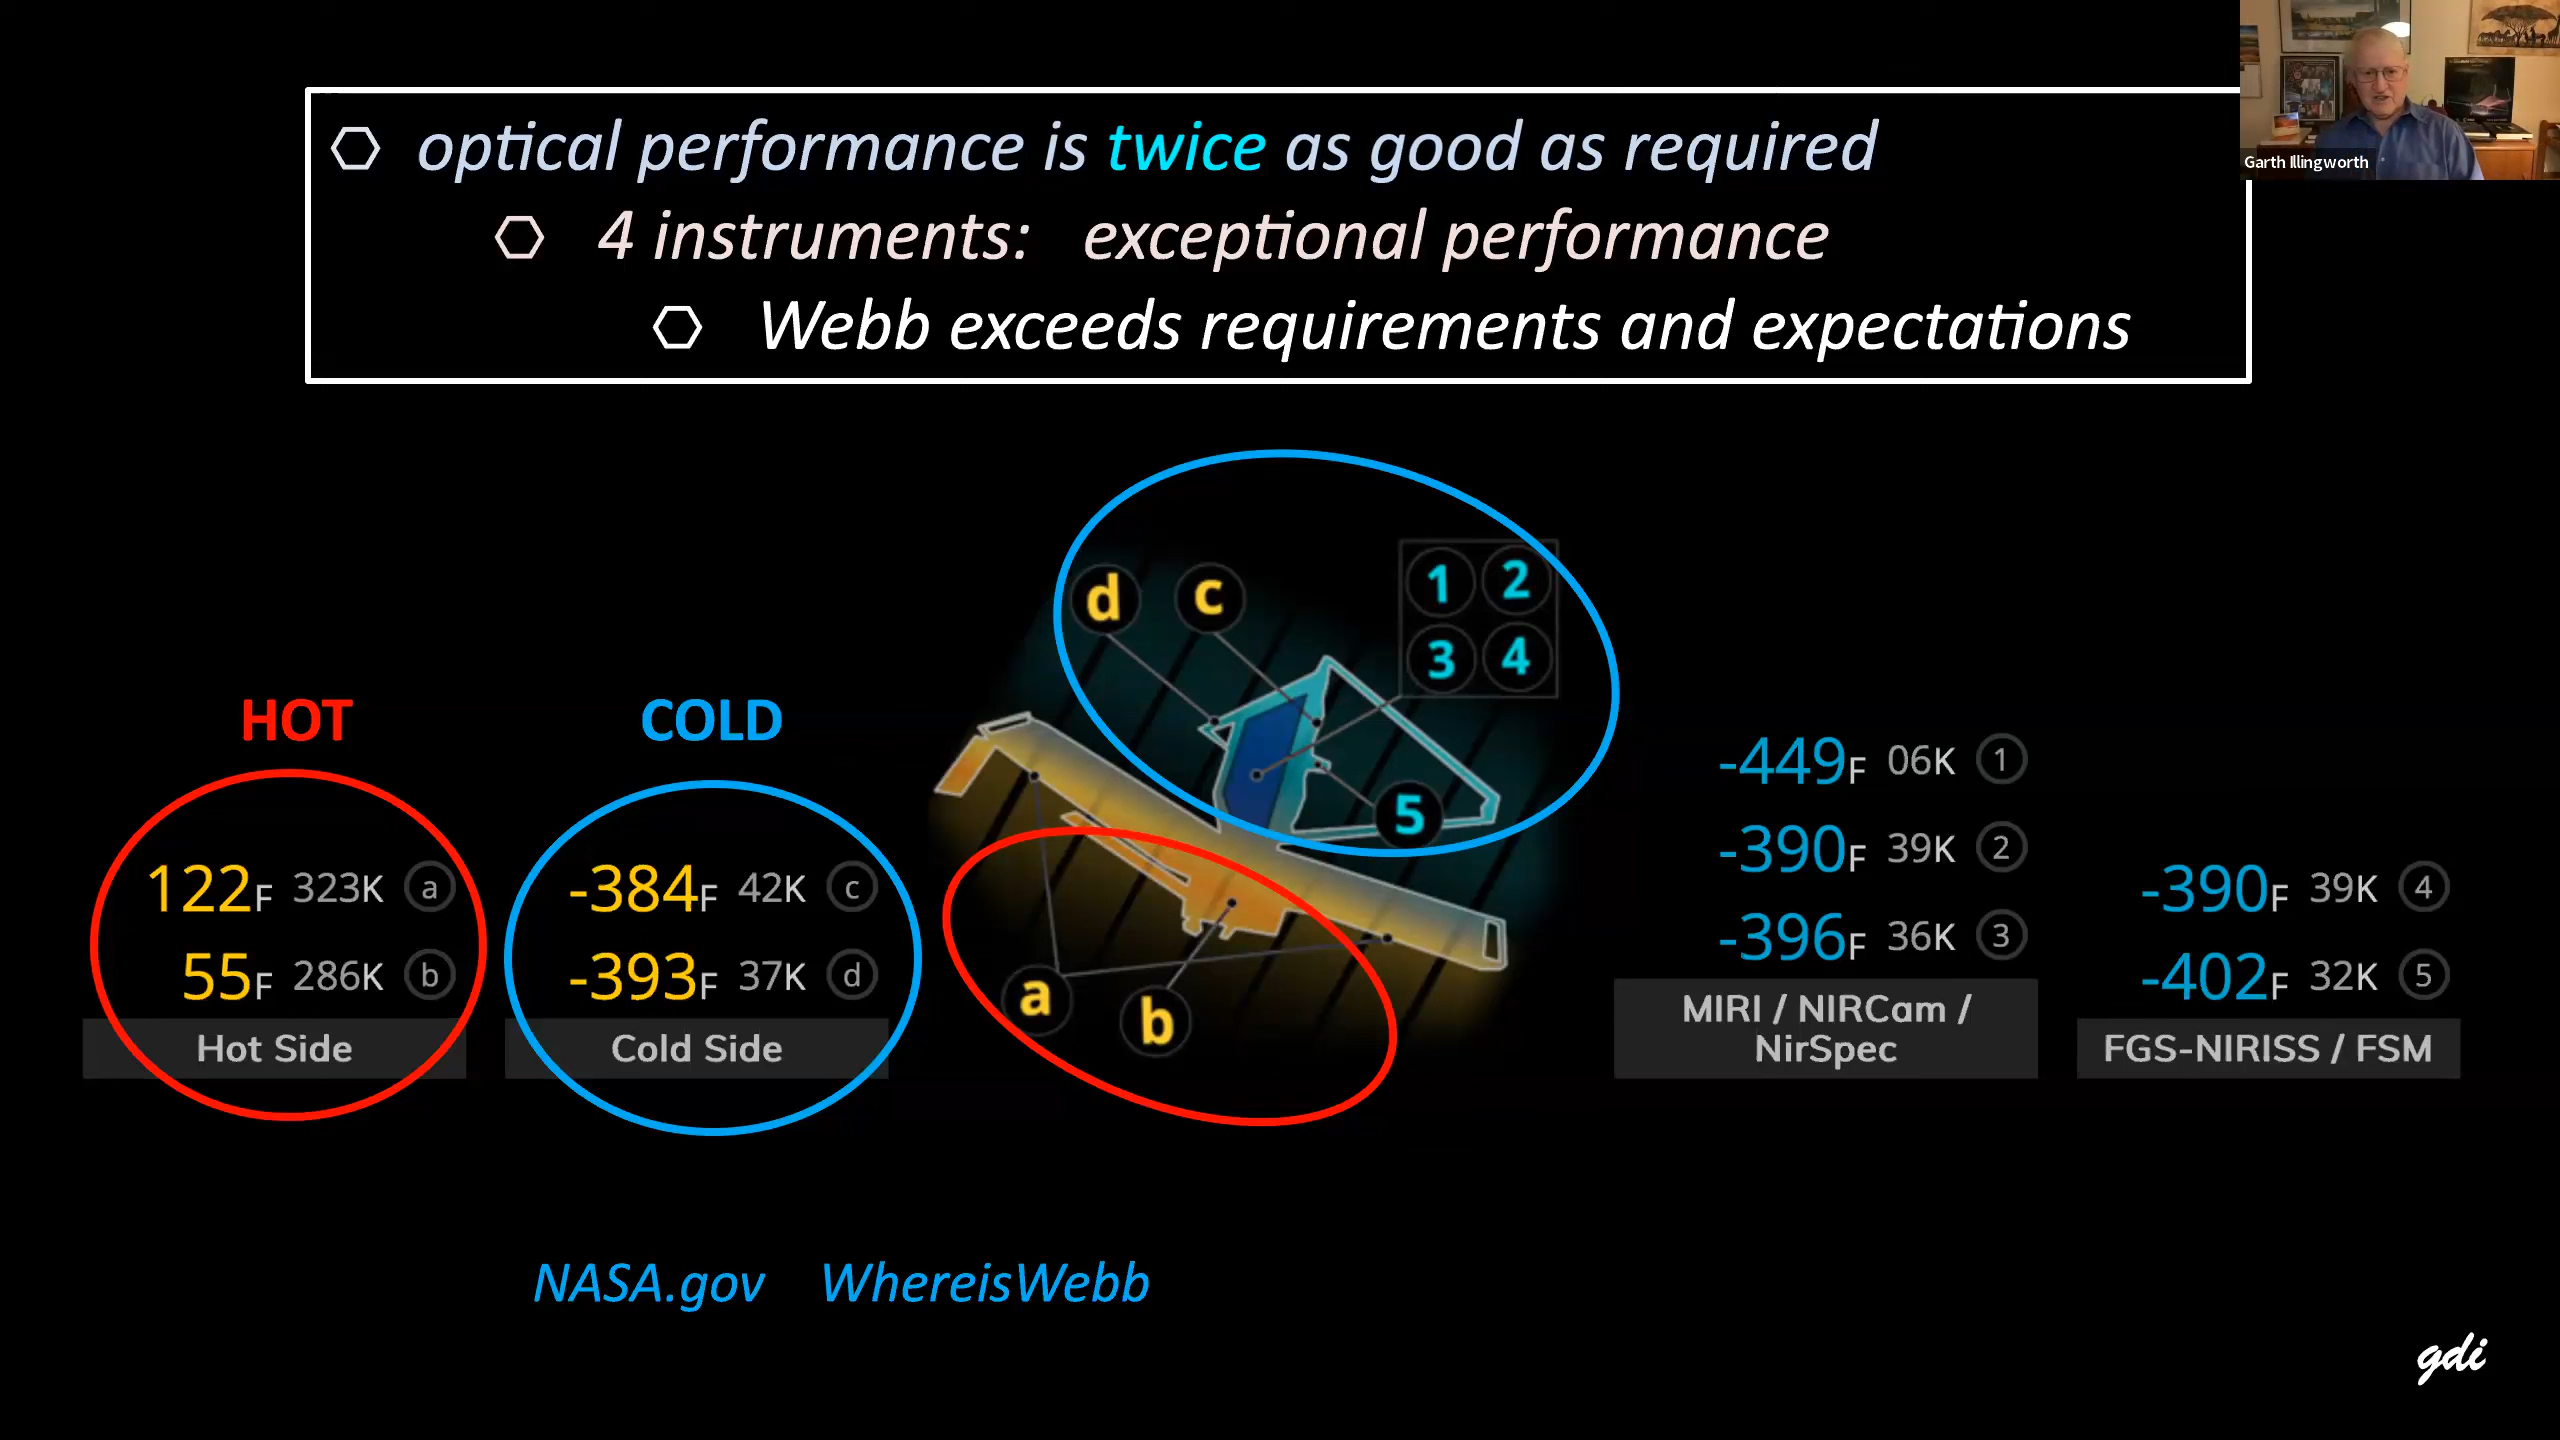 optical performance is twice as good as required
4 instruments: exceptional performance
Webb exceeds requirements and expectations
Garth Illingworth
d c 1 2
3 4
5
a
b
HOT
122F 323K a
55F 286K b
Hot Side
COLD
-384F 42K c
-393F 37K d
Cold Side
-449F 06K 1
-390F 39K 2
-396F 36K 3
MIRI / NIRCam /
NirSpec
-390F 39K 4
-402F 32K 5
FGS-NIRISS / FSM
NASA.gov WhereisWebb
gdi